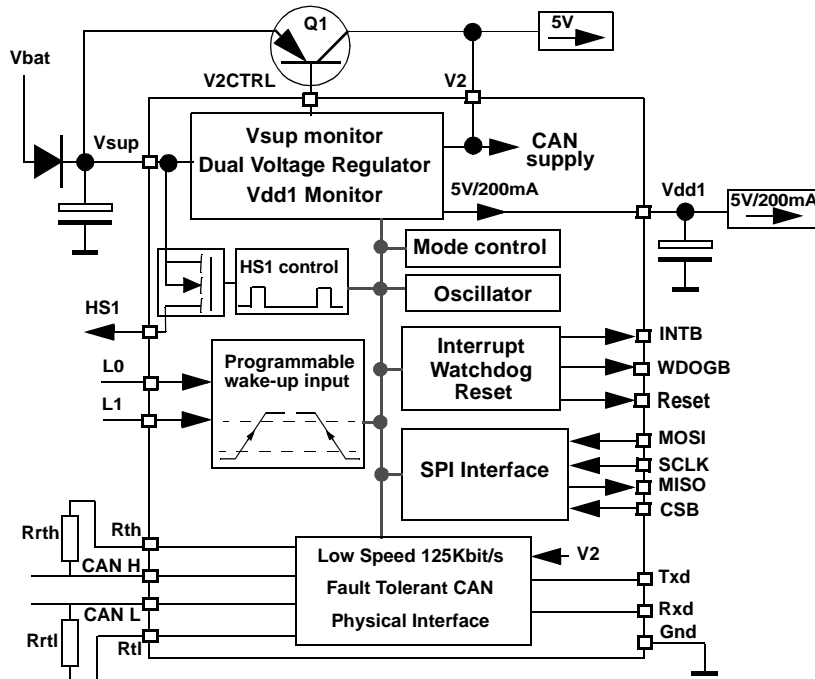 Q1
5V
Vbat
V2CTRL
V2
Vsup
Vsup monitor
Dual Voltage Regulator
Vdd1 Monitor
CAN
supply
5V/200mA
Vdd1
5V/200mA
Mode control
HS1 control
Oscillator
HS1
Programmable
wake-up input
L0
L1
Interrupt
Watchdog
Reset
INTB
WDOGB
Reset
SPI Interface
MOSI
SCLK
MISO
CSB
Rrth
Rth
CAN H
CAN L
Rrtl
Rtl
Low Speed 125Kbit/s
Fault Tolerant CAN
Physical Interface
V2
Txd
Rxd
Gnd